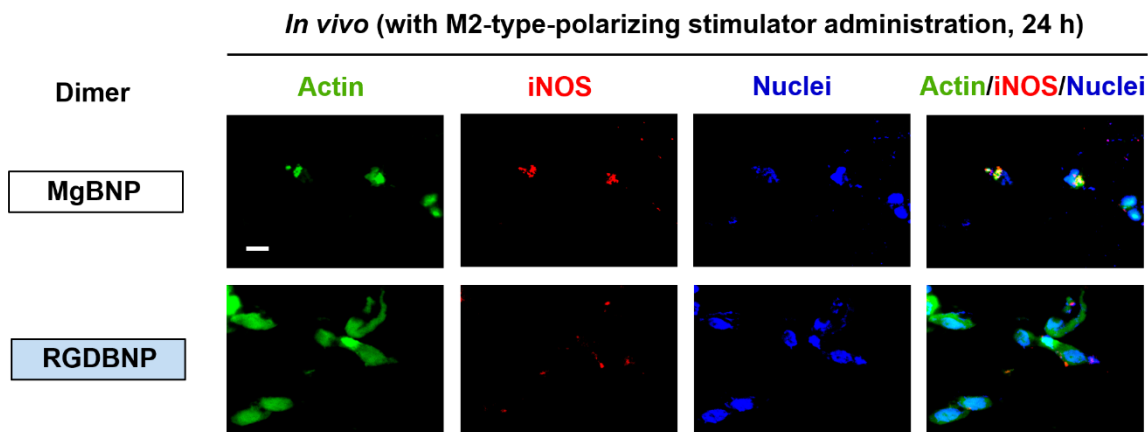 In vivo (with M2-type-polarizing stimulator administration, 24 h)
Dimer Actin iNOS Nuclei Actin/iNOS/Nuclei
MgBNP
RGDBNP